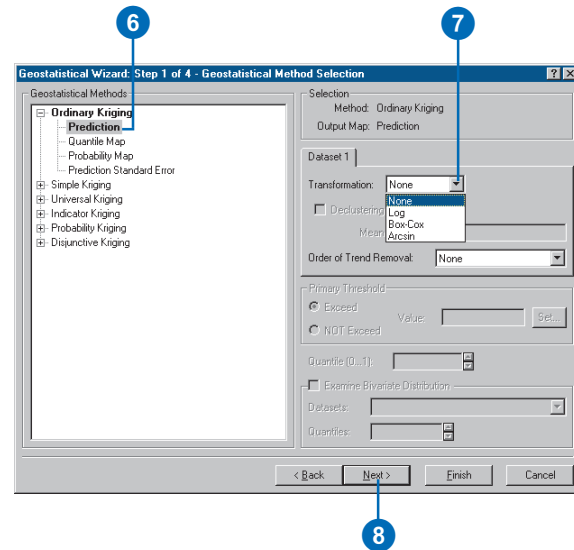 6
7
Geostatistical Wizard: Step 1 of 4 - Geostatistical Method Selection
Geostatistical Methods
Ordinary Kriging
Prediction
Quantile Map
Probability Map
Prediction Standard Error
Simple Kriging
Universal Kriging
Indicator Kriging
Probability Kriging
Disjunctive Kriging
Selection
Method: Ordinary Kriging
Output Map: Prediction
Dataset 1
Transformation: None
None
Log
Box-Cox
Arcsin
Declustering
Mean
Order of Trend Removal: None
Primary Threshold
Exceed
NOT Exceed
Value:
Set...
Quantile (0...1):
Examine Bivariate Distribution
Datasets:
Quantiles:
< Back
Next >
Finish
Cancel
8